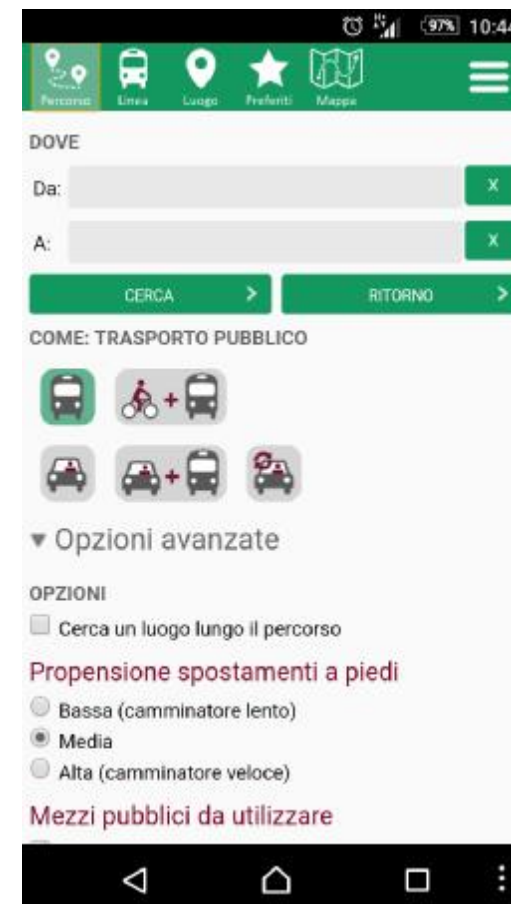 97% 10:44
Percorso Linea Luogo Preferiti Mappa
DOVE
Da: X
A: X
CERCA > RITORNO >
COME: TRASPORTO PUBBLICO
+
+
▼ Opzioni avanzate
OPZIONI
Cerca un luogo lungo il percorso
Propensione spostamenti a piedi
Bassa (camminatore lento)
Media
Alta (camminatore veloce)
Mezzi pubblici da utilizzare